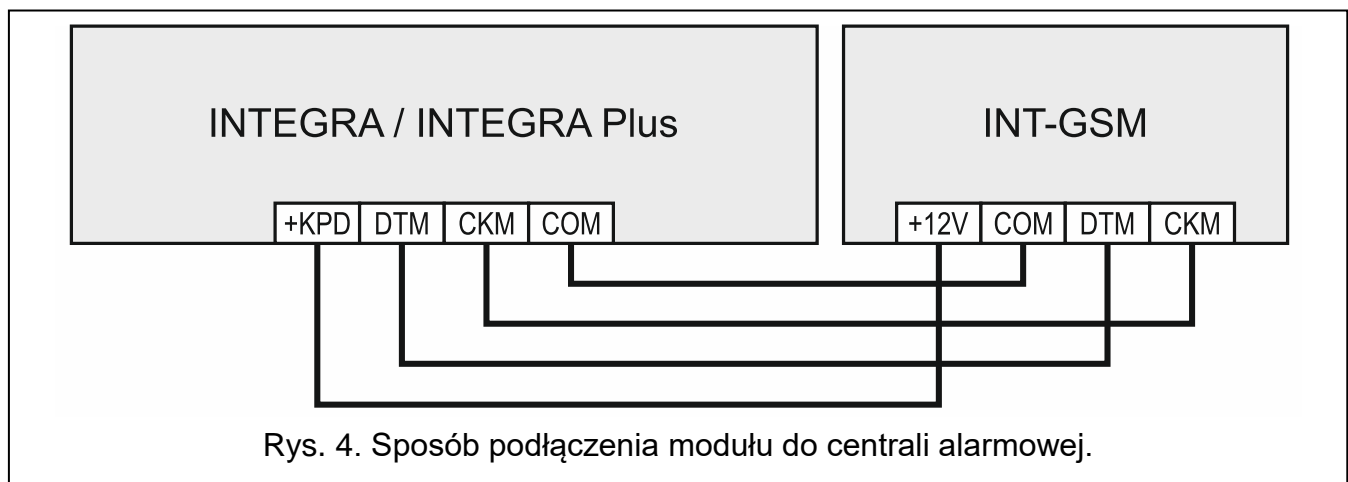 INTEGRA / INTEGRA Plus
INT-GSM
+KPD DTM CKM COM
+12V COM DTM CKM
Rys. 4. Sposób podłączenia modułu do centrali alarmowej.